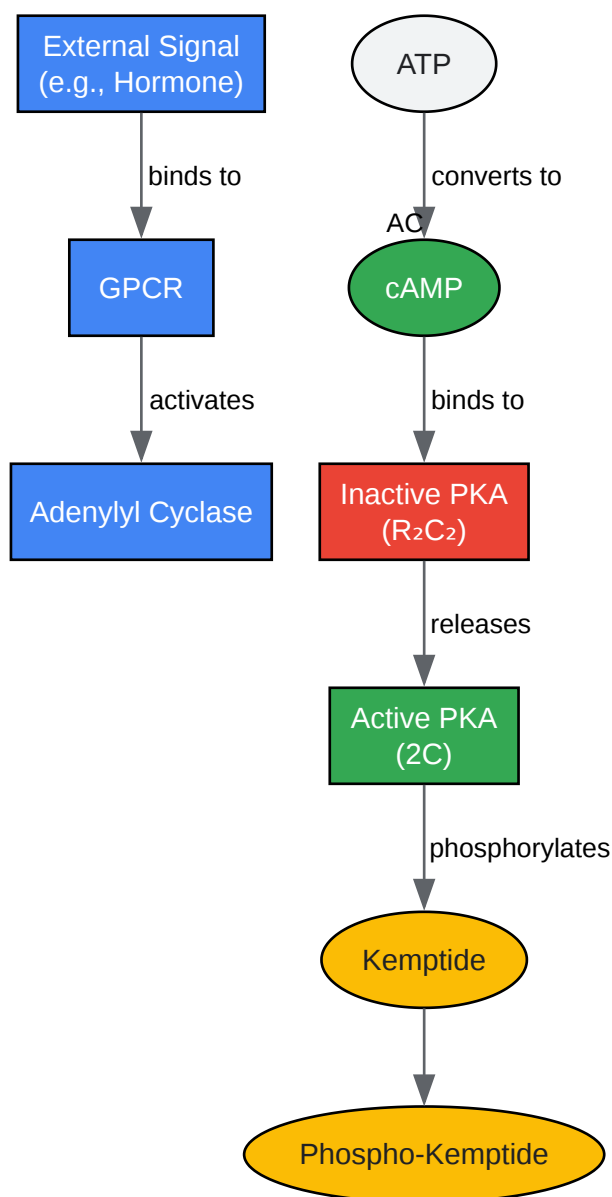 External Signal
(e.g., Hormone)
ATP
binds to
converts to
AC
GPCR
cAMP
activates
binds to
Adenylyl Cyclase
Inactive PKA
(R₂C₂)
releases
Active PKA
(2C)
phosphorylates
Kemptide
Phospho-Kemptide